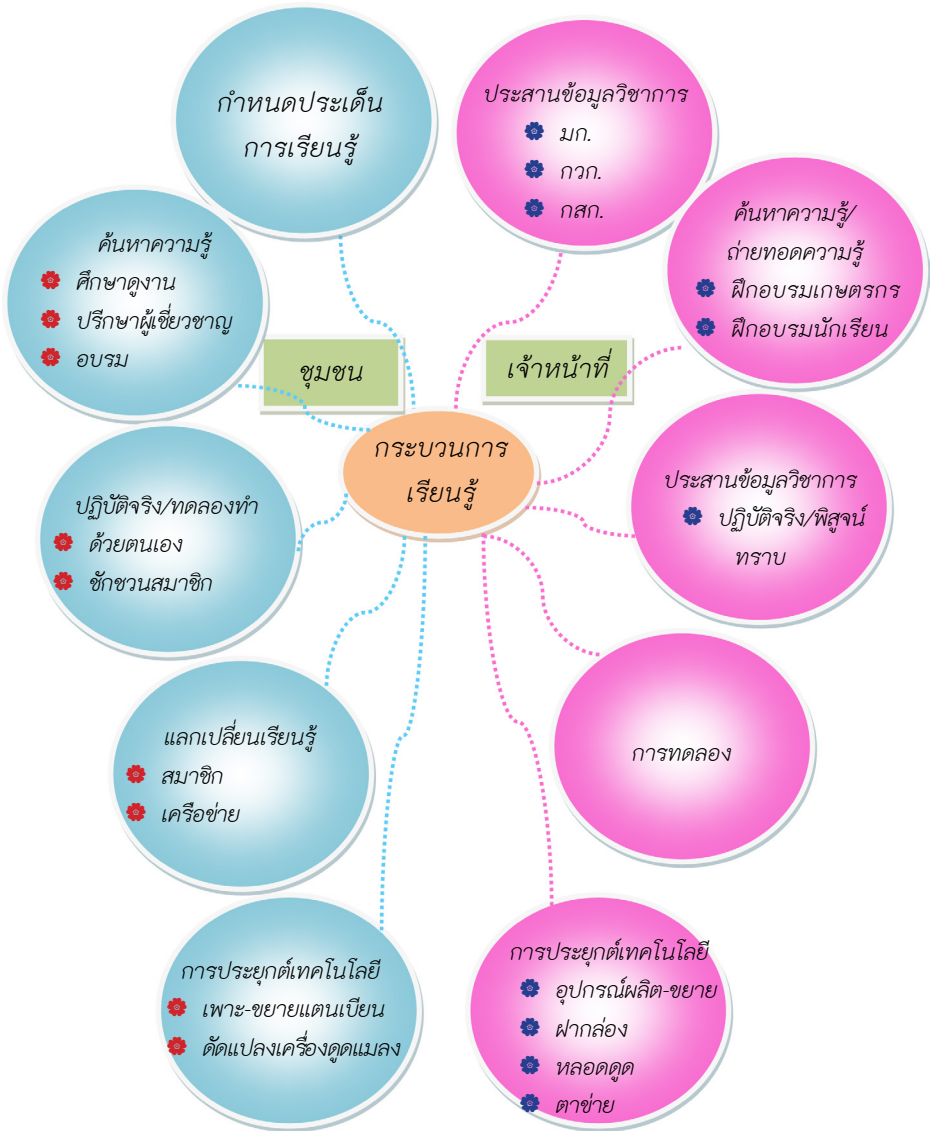 กำหนดประเด็น
การเรียนรู้
ประสานข้อมูลวิชาการ
มก.
กวก.
กสก.
ค้นหาความรู้
ศึกษาดูงาน
ปรึกษาผู้เชี่ยวชาญ
อบรม
ค้นหาความรู้/
ถ่ายทอดความรู้
ฝึกอบรมเกษตรกร
ฝึกอบรมนักเรียน
ชุมชน
เจ้าหน้าที่
กระบวนการ
เรียนรู้
ปฏิบัติจริง/ทดลองทำ
ด้วยตนเอง
ชักชวนสมาชิก
ประสานข้อมูลวิชาการ
ปฏิบัติจริง/พิสูจน์
ทราบ
แลกเปลี่ยนเรียนรู้
สมาชิก
เครือข่าย
การทดลอง
การประยุกต์เทคโนโลยี
เพาะ-ขยายแตนเบียน
ดัดแปลงเครื่องดูดแมลง
การประยุกต์เทคโนโลยี
อุปกรณ์ผลิต-ขยาย
ฝากล่อง
หลอดดูด
ตาข่าย